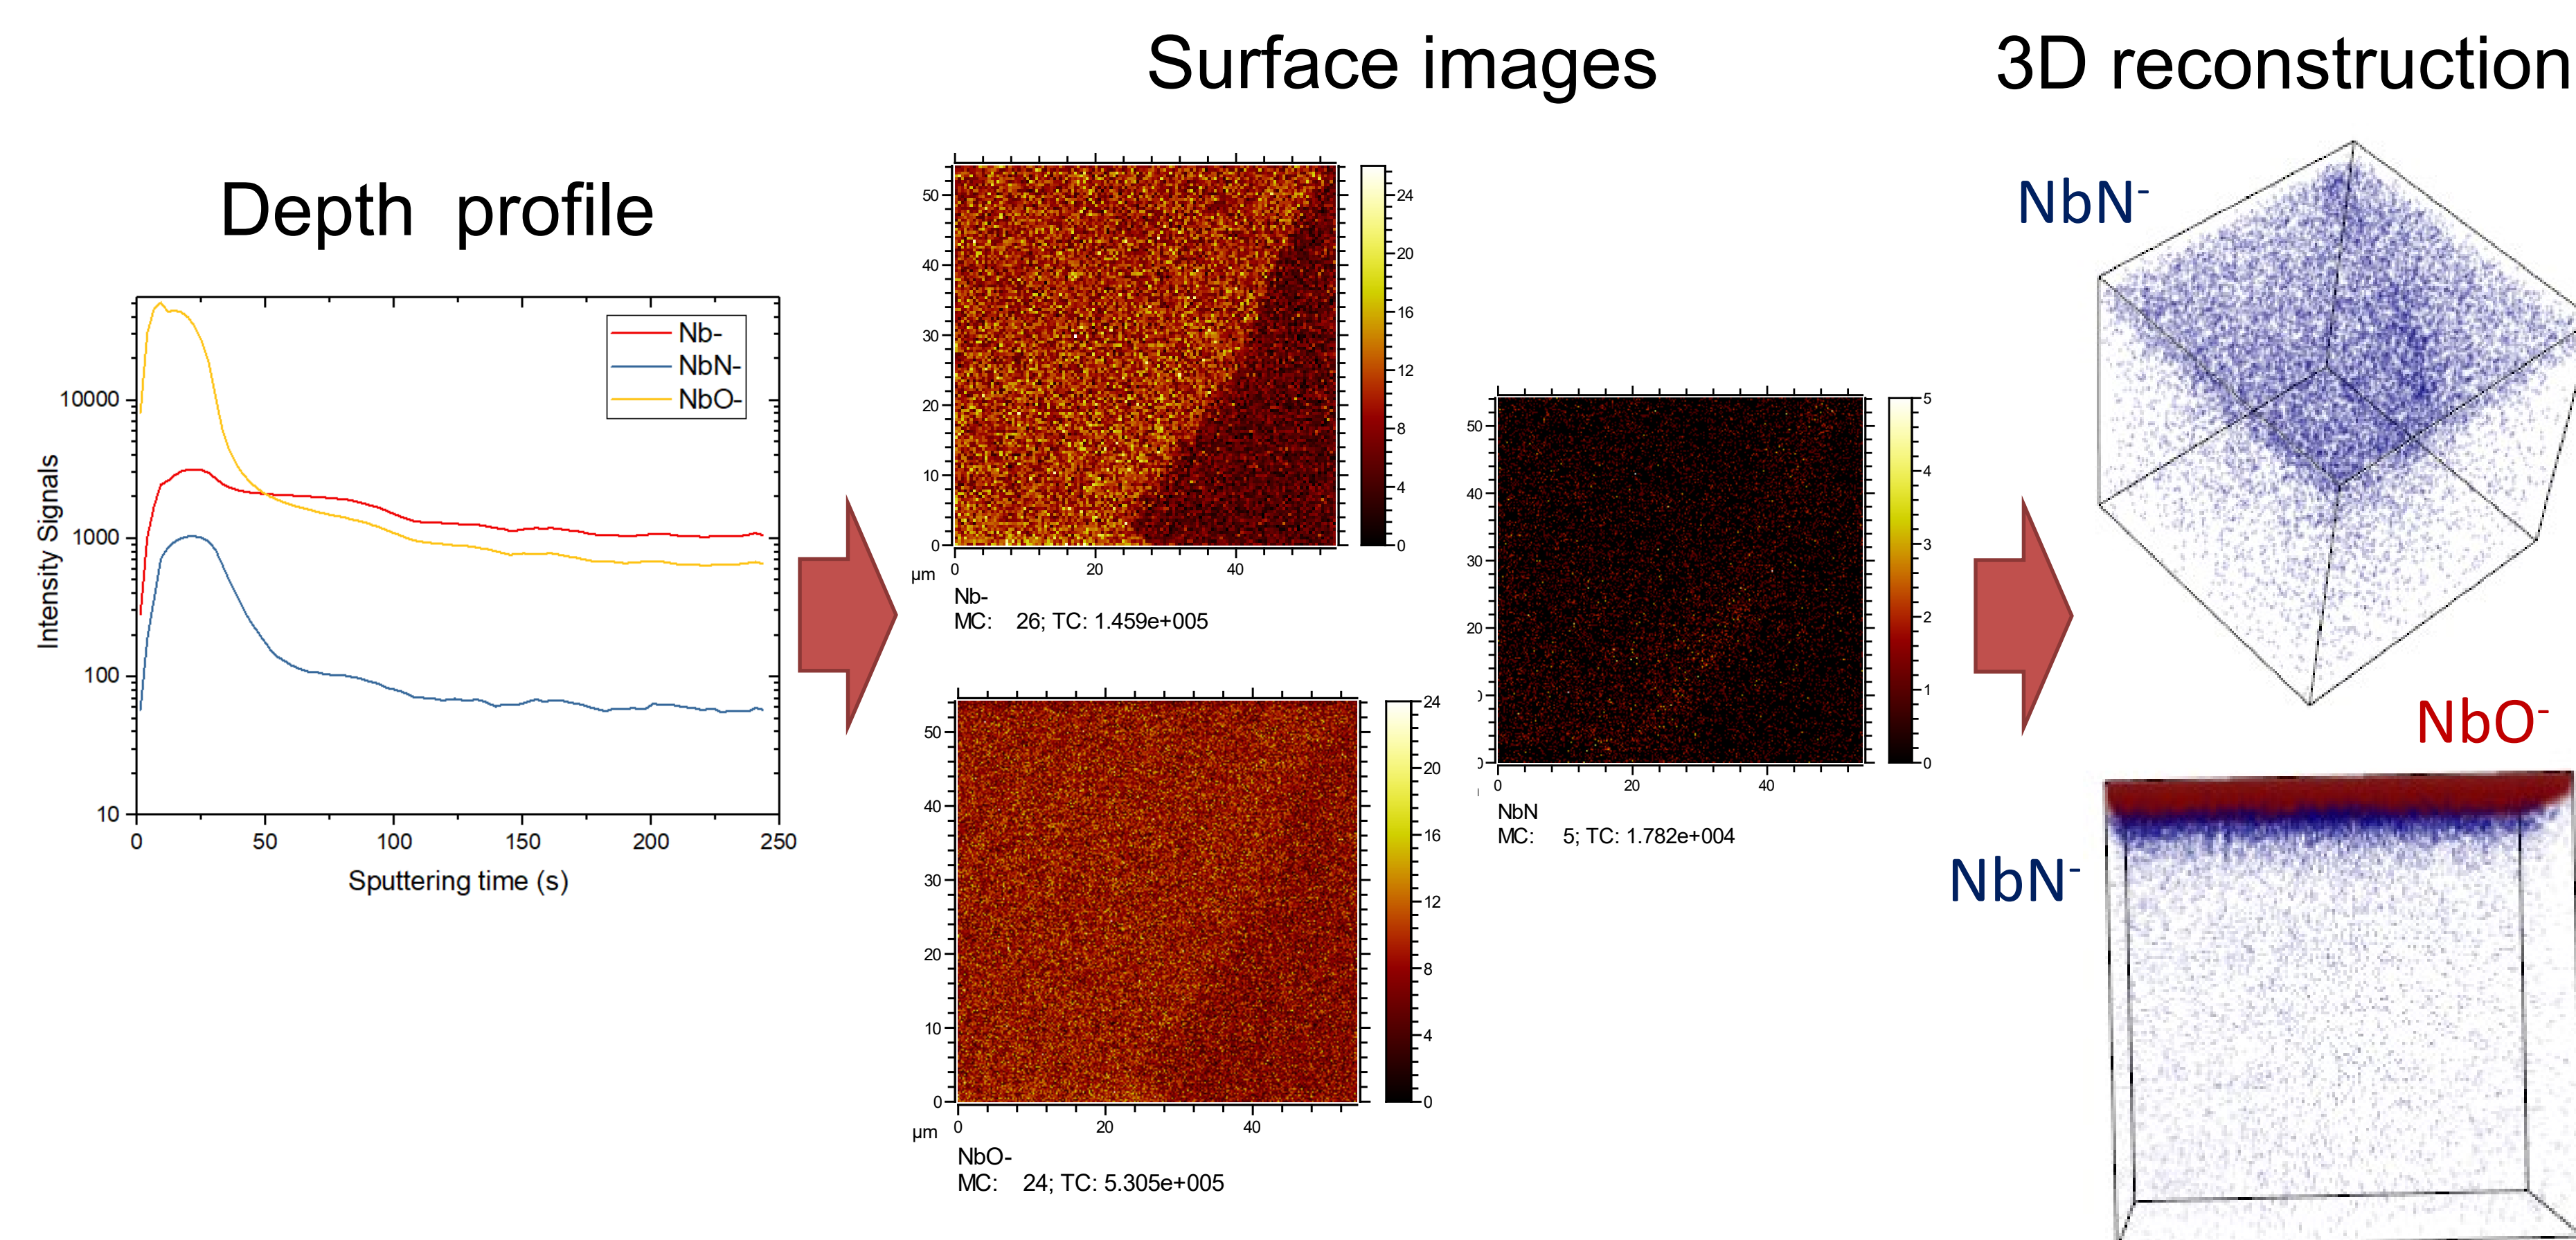 Surface images
3D reconstruction
Depth profile
Nb-
NbN-
NbO-
10000
1000
100
10
Intensity Signals
0 50 100 150 200 250
Sputtering time (s)
50
40
30
20
10
0
µm 0 20 40
24
20
16
12
8
4
0
Nb-
MC: 26; TC: 1.459e+005
50
40
30
20
10
0
µm 0 20 40
24
20
16
12
8
4
0
NbO-
MC: 24; TC: 5.305e+005
50
40
30
20
0 20 40
5
4
3
2
1
0
NbN
MC: 5; TC: 1.782e+004
NbN-
NbO-
NbN-